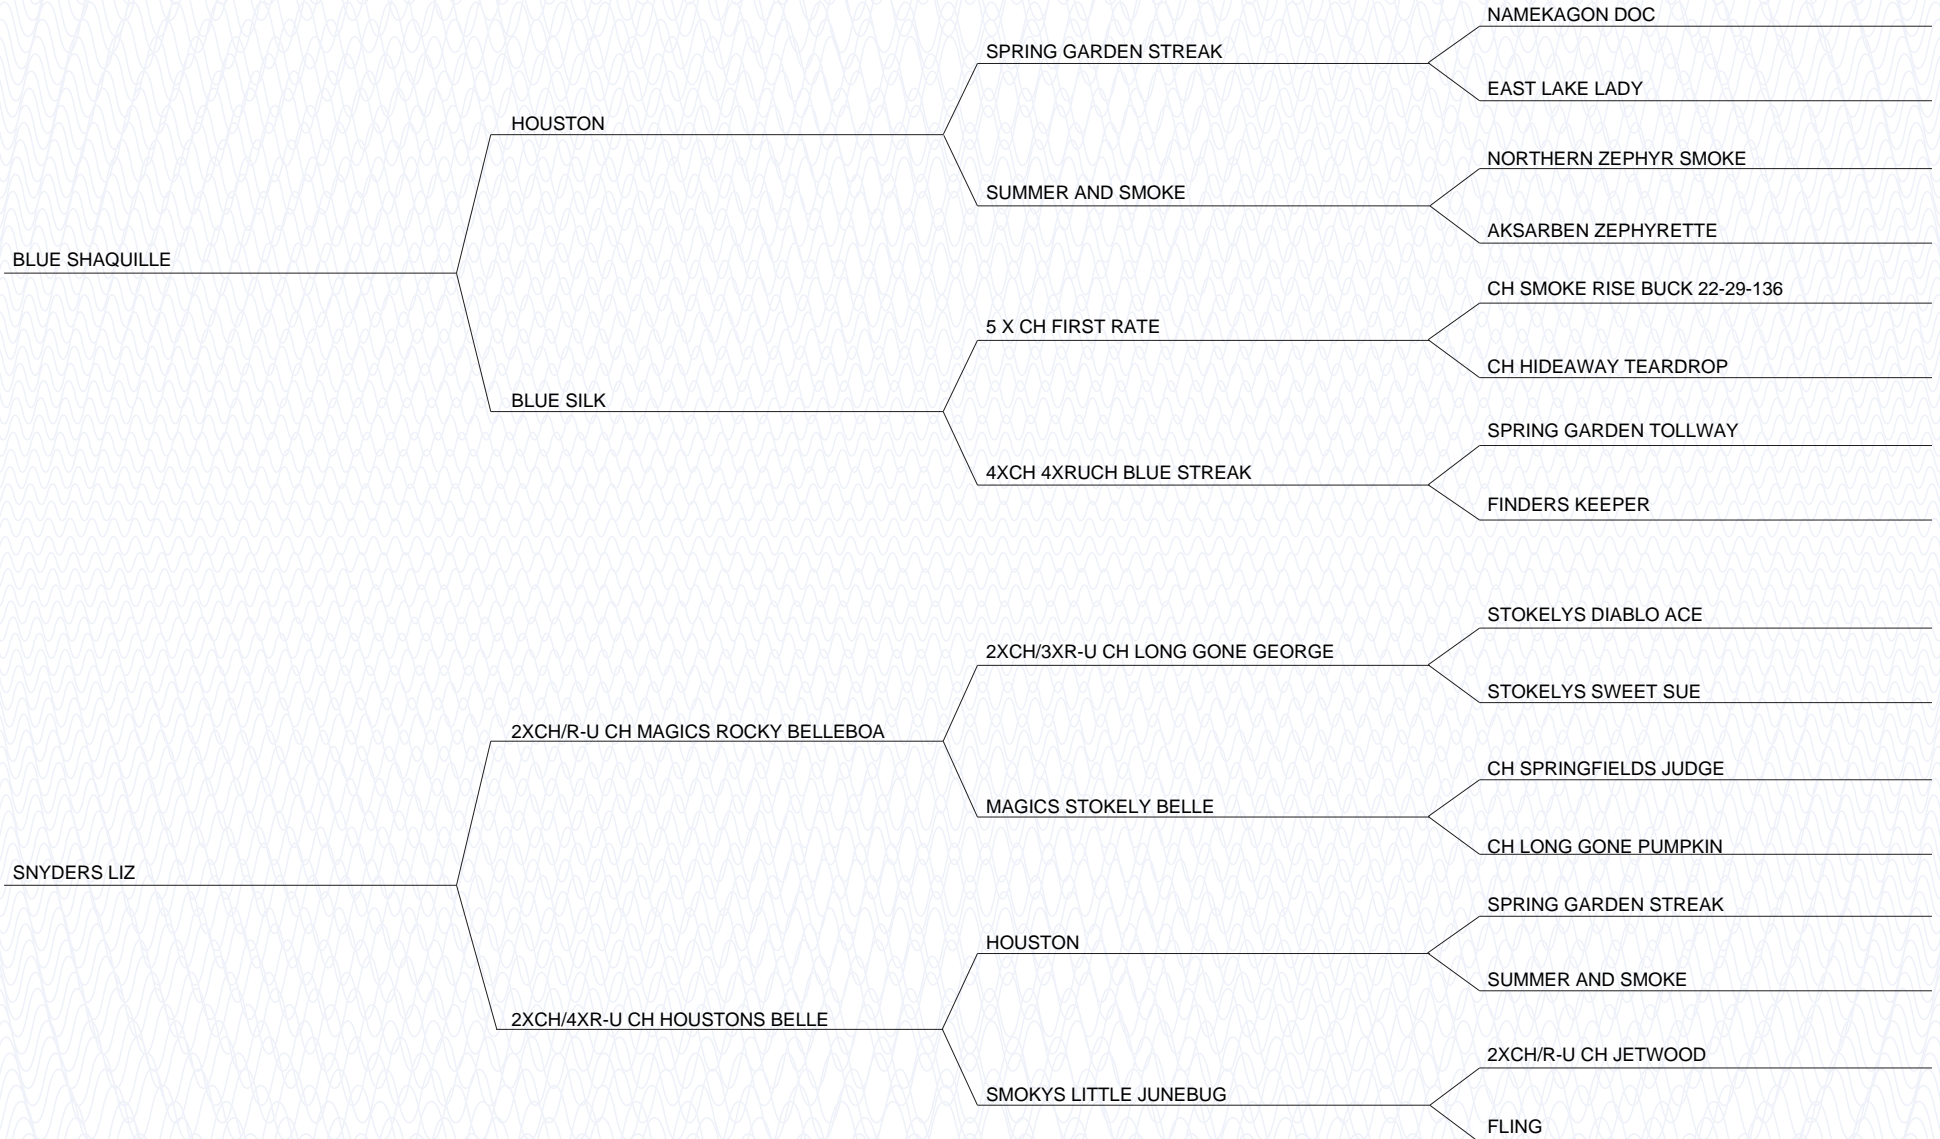 NAMEKAGON DOC
SPRING GARDEN STREAK
EAST LAKE LADY
HOUSTON
NORTHERN ZEPHYR SMOKE
SUMMER AND SMOKE
AKSARBEN ZEPHYRETTE
BLUE SHAQUILLE
CH SMOKE RISE BUCK 22-29-136
5 X CH FIRST RATE
CH HIDEAWAY TEARDROP
BLUE SILK
SPRING GARDEN TOLLWAY
4XCH 4XRUCH BLUE STREAK
FINDERS KEEPER
STOKELYS DIABLO ACE
2XCH/3XR-U CH LONG GONE GEORGE
STOKELYS SWEET SUE
2XCH/R-U CH MAGICS ROCKY BELLEBOA
CH SPRINGFIELDS JUDGE
MAGICS STOKELY BELLE
CH LONG GONE PUMPKIN
SNYDERS LIZ
SPRING GARDEN STREAK
HOUSTON
SUMMER AND SMOKE
2XCH/4XR-U CH HOUSTONS BELLE
2XCH/R-U CH JETWOOD
SMOKYS LITTLE JUNEBUG
FLING